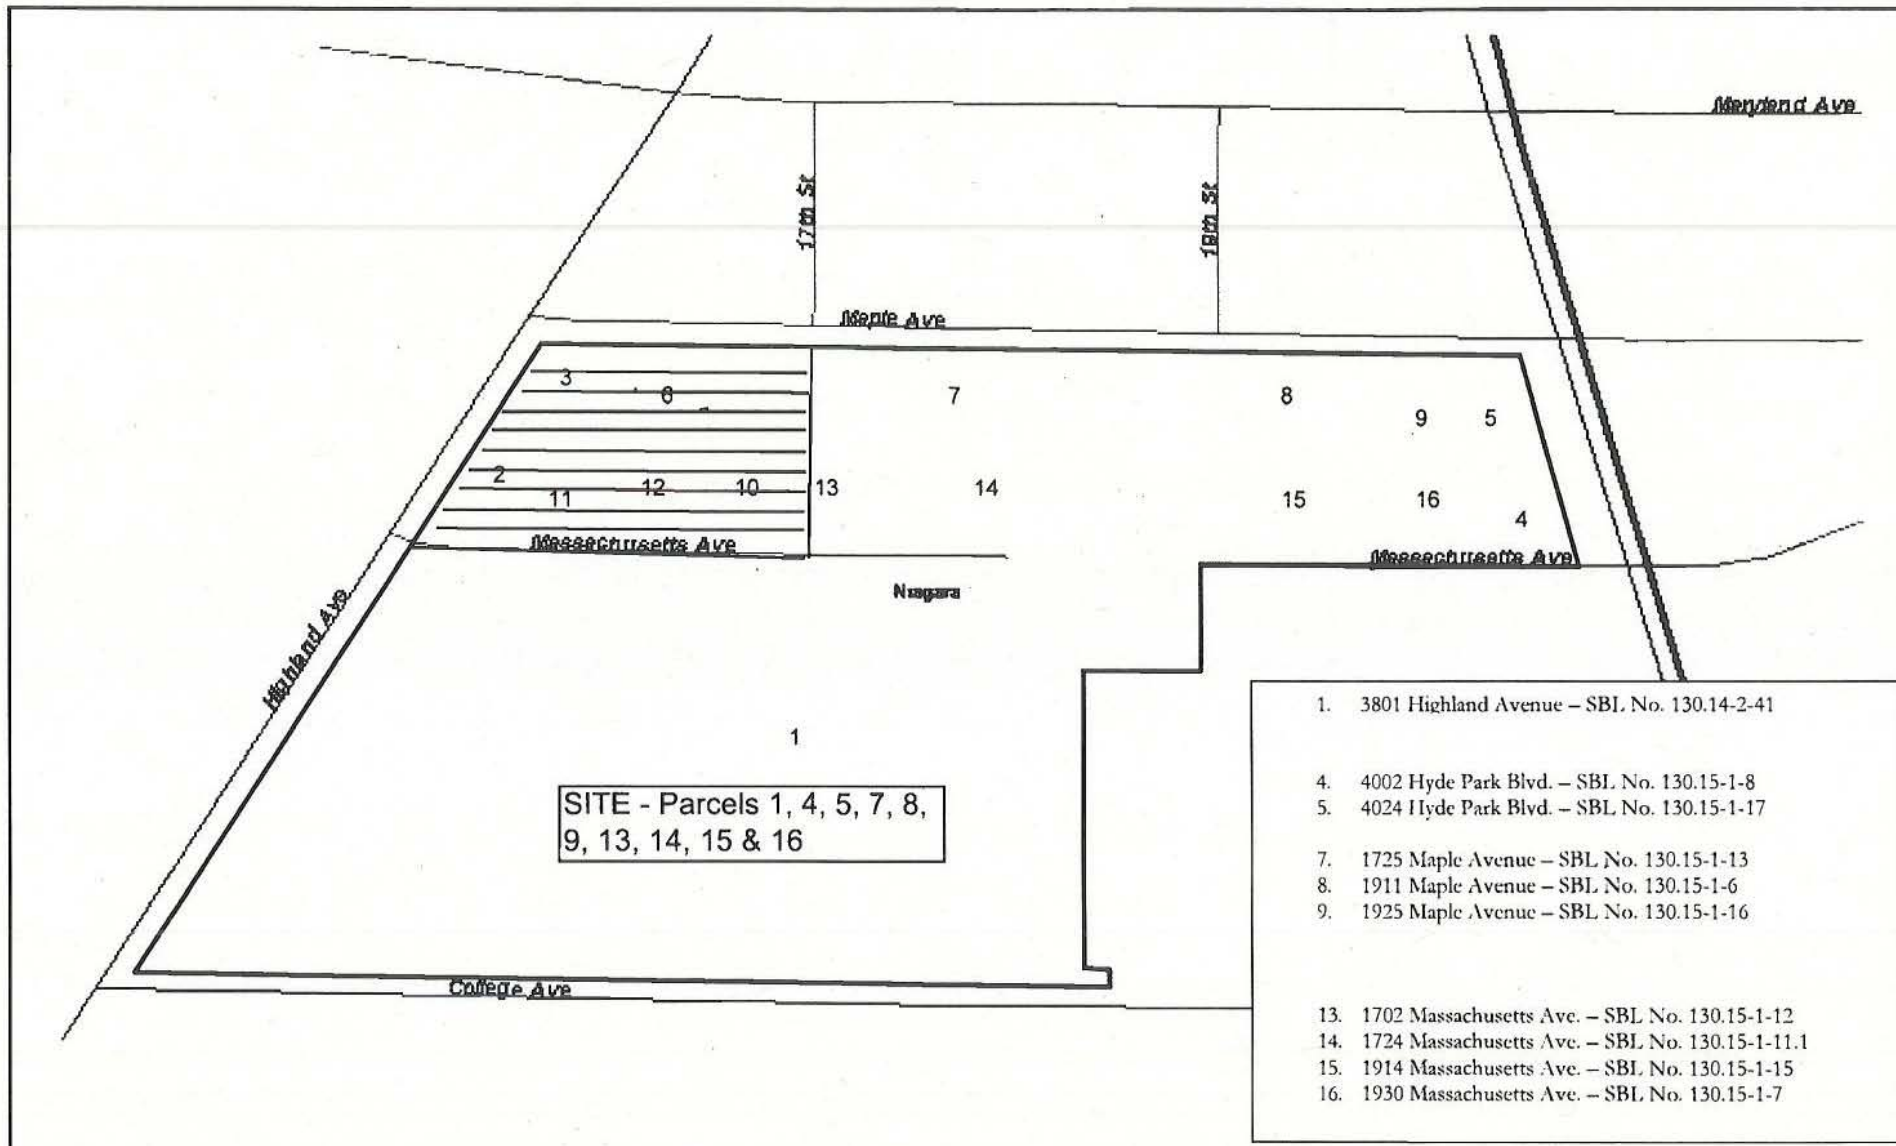 Maryland Ave
17th St
19th St
Maple Ave
3
6
7
8
9
5
2
11
12
10
13
14
15
16
4
Massachusetts Ave
Massachusetts Ave
Niagara
Highland Ave
1
SITE - Parcels 1, 4, 5, 7, 8,
9, 13, 14, 15 & 16
College Ave
1. 3801 Highland Avenue – SBL No. 130.14-2-41
4. 4002 Hyde Park Blvd. – SBL No. 130.15-1-8
5. 4024 Hyde Park Blvd. – SBL No. 130.15-1-17
7. 1725 Maple Avenue – SBL No. 130.15-1-13
8. 1911 Maple Avenue – SBL No. 130.15-1-6
9. 1925 Maple Avenue – SBL No. 130.15-1-16
13. 1702 Massachusetts Ave. – SBL No. 130.15-1-12
14. 1724 Massachusetts Ave. – SBL No. 130.15-1-11.1
15. 1914 Massachusetts Ave. – SBL No. 130.15-1-15
16. 1930 Massachusetts Ave. – SBL No. 130.15-1-7